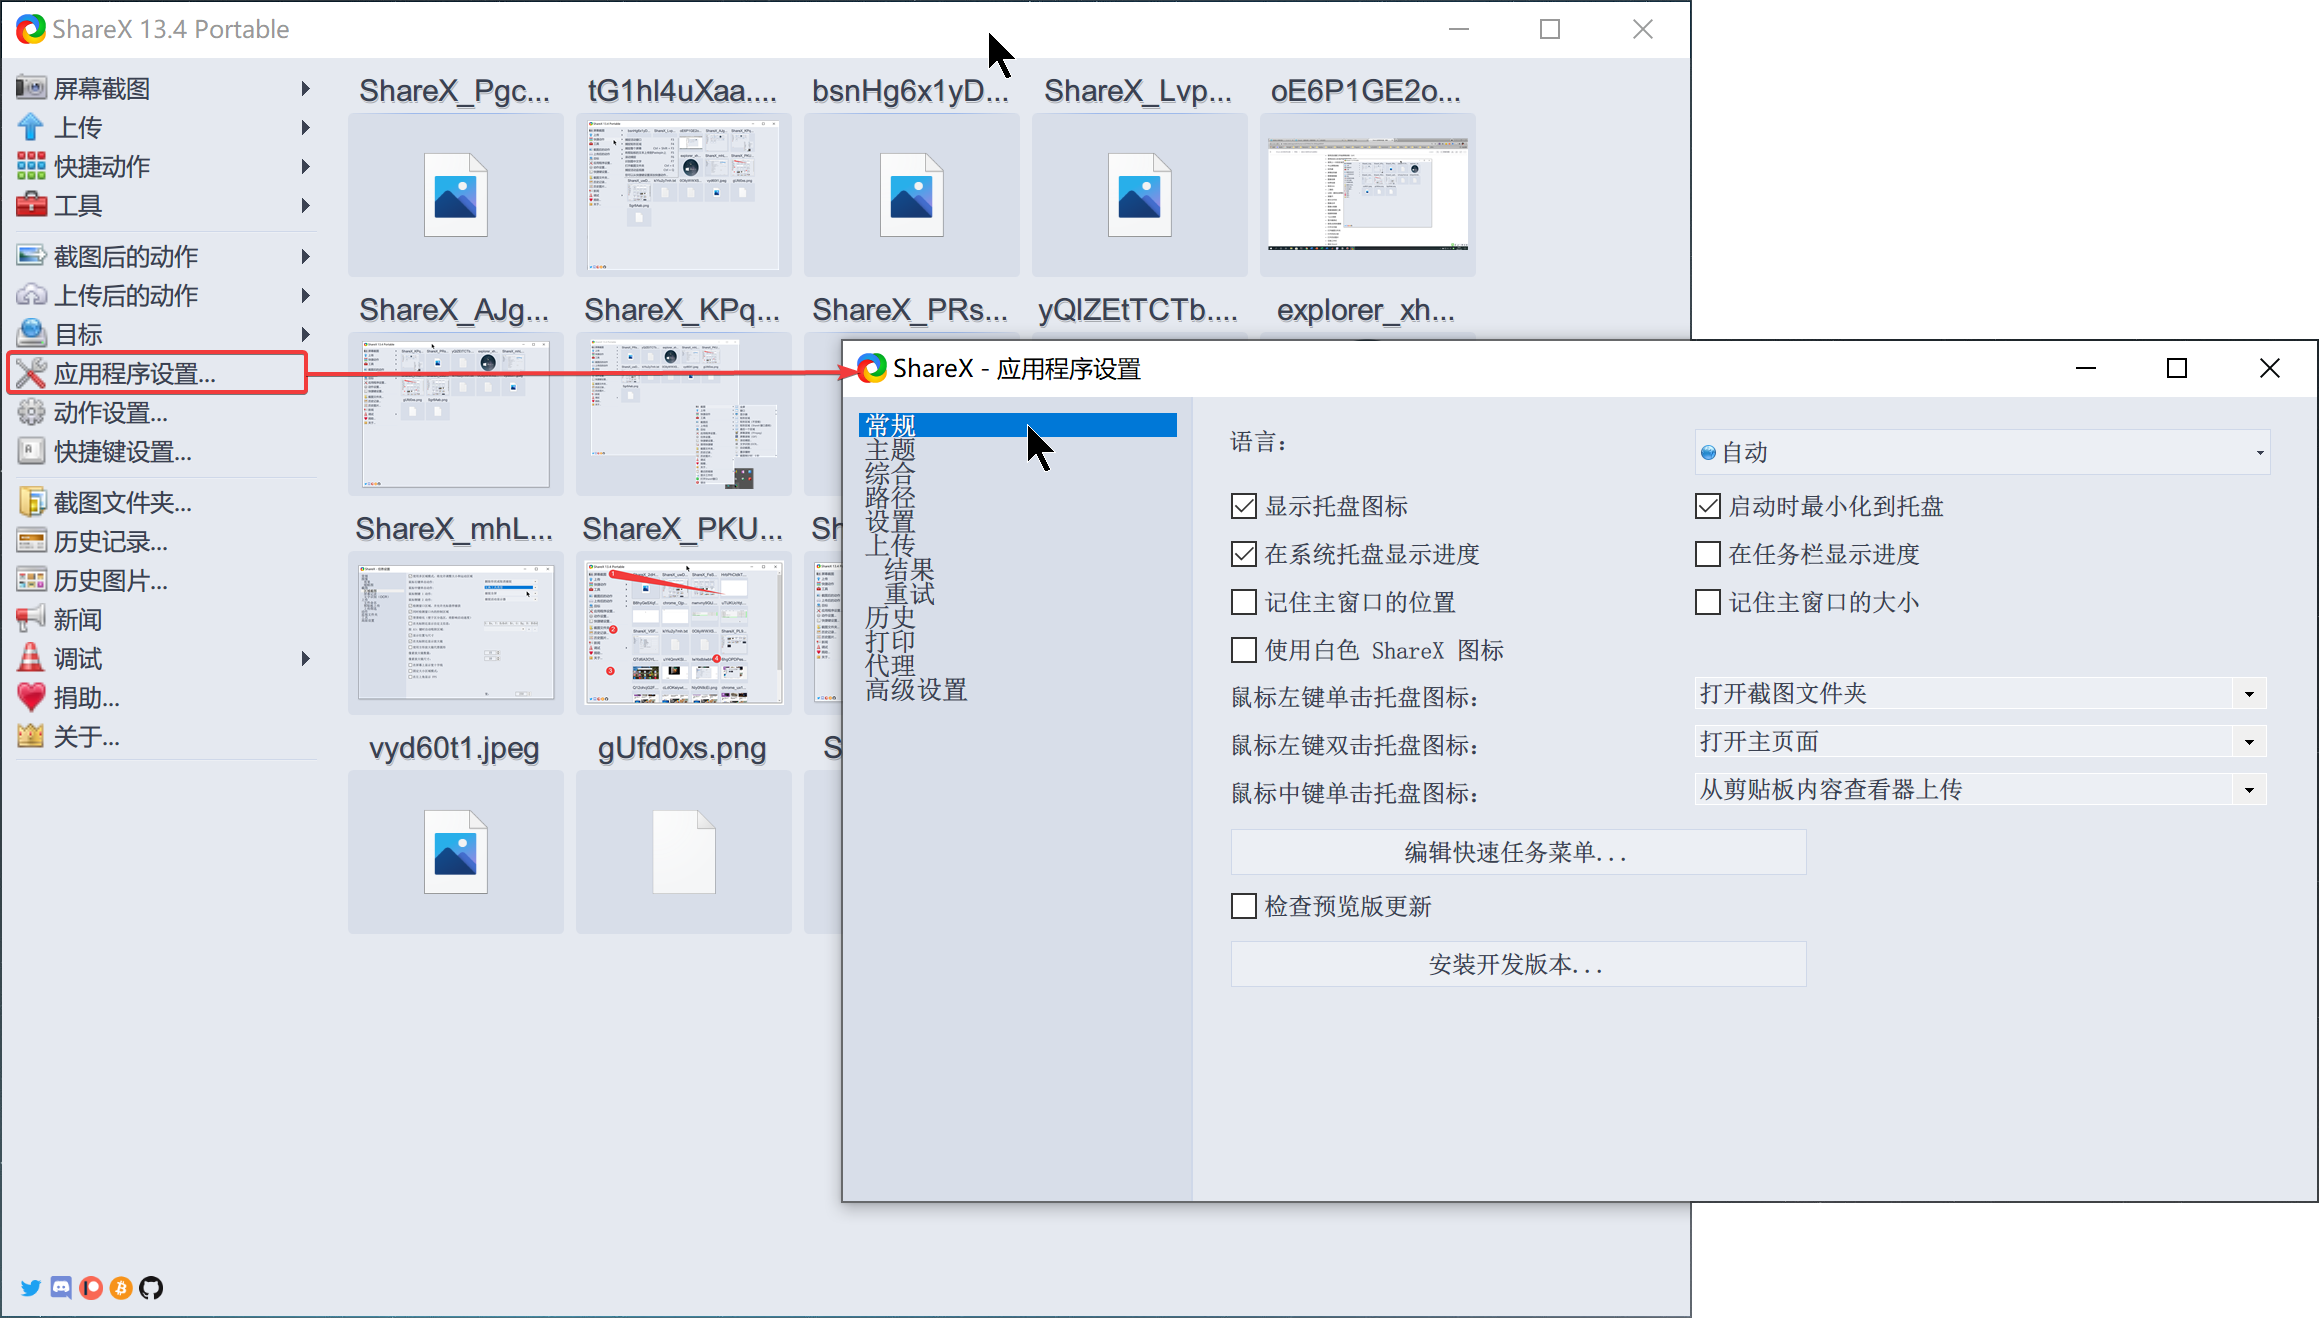 ShareX 13.4 Portable
屏幕截图
上传
快捷动作
工具
截图后的动作
上传后的动作
目标
应用程序设置...
动作设置...
快捷键设置...
截图文件夹...
历史记录...
历史图片...
新闻
调试
捐助...
关于...
ShareX_Pgc...
tG1hI4uXaa....
bsnHg6x1yD...
ShareX_Lvp...
oE6P1GE2o...
ShareX_AJg...
ShareX_KPq...
ShareX_PRs...
yQIZEtTCTb....
explorer_xh...
ShareX_mhL...
ShareX_PKU...
vyd60t1.jpeg
gUfd0xs.png
ShareX - 应用程序设置
常规
主题
综合
路径
设置
上传
结果
重试
历史
打印
代理
高级设置
语言:
自动
显示托盘图标
启动时最小化到托盘
在系统托盘显示进度
在任务栏显示进度
记住主窗口的位置
记住主窗口的大小
使用白色 ShareX 图标
鼠标左键单击托盘图标:
打开截图文件夹
鼠标左键双击托盘图标:
打开主页面
鼠标中键单击托盘图标:
从剪贴板内容查看器上传
编辑快速任务菜单...
检查预览版更新
安装开发版本...